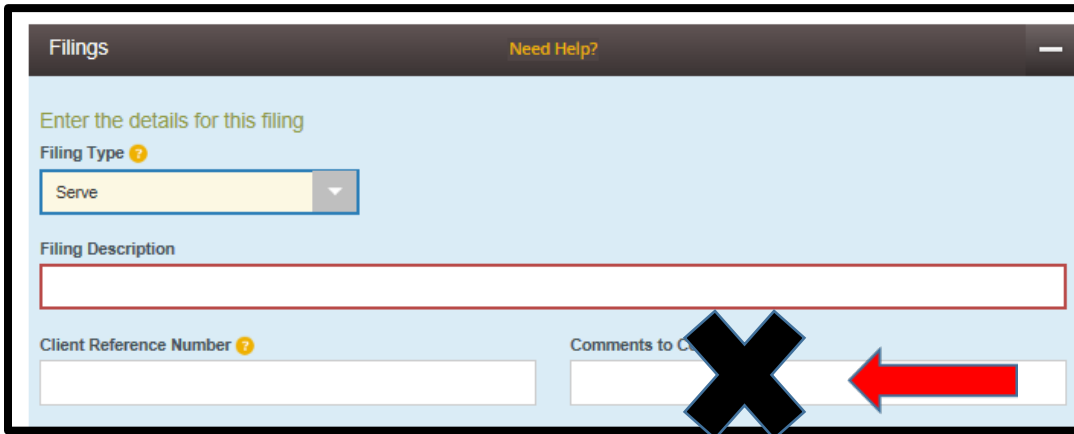 Filings Need Help?
Enter the details for this filing
Filing Type ?
Serve
Filing Description
Client Reference Number ? Comments to